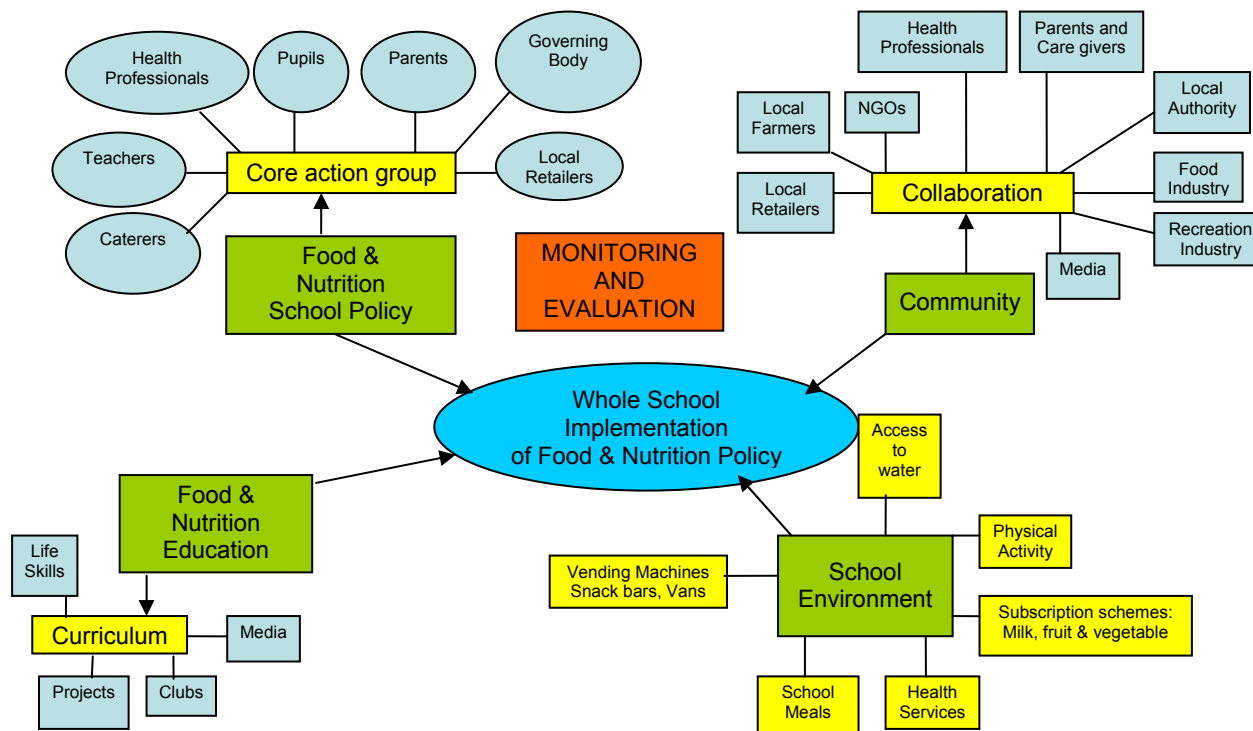 Health
Professionals
Pupils
Parents
Governing
Body
Teachers
Core action group
Local
Retailers
Caterers
Food &
Nutrition
School Policy
MONITORING
AND
EVALUATION
Health
Professionals
Parents and
Care givers
Local
Farmers
NGOs
Local
Authority
Local
Retailers
Collaboration
Food
Industry
Recreation
Industry
Media
Community
Whole School
Implementation
of Food & Nutrition Policy
Food &
Nutrition
Education
Life
Skills
Curriculum
Media
Projects
Clubs
Access
to
water
Physical
Activity
Vending Machines
Snack bars, Vans
School
Environment
Subscription schemes:
Milk, fruit & vegetable
School
Meals
Health
Services